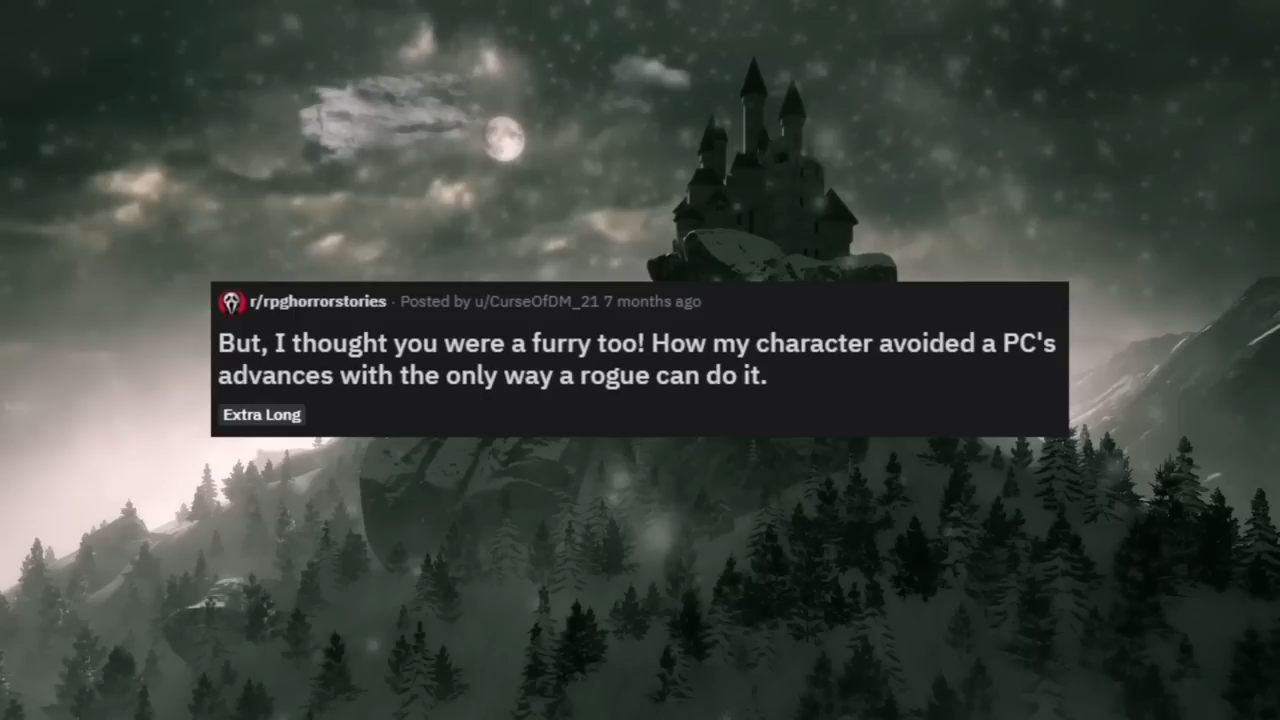 r/rpghorrorstories · Posted by u/CurseOfDM_21 7 months ago
But, I thought you were a furry too! How my character avoided a PC's
advances with the only way a rogue can do it.
Extra Long